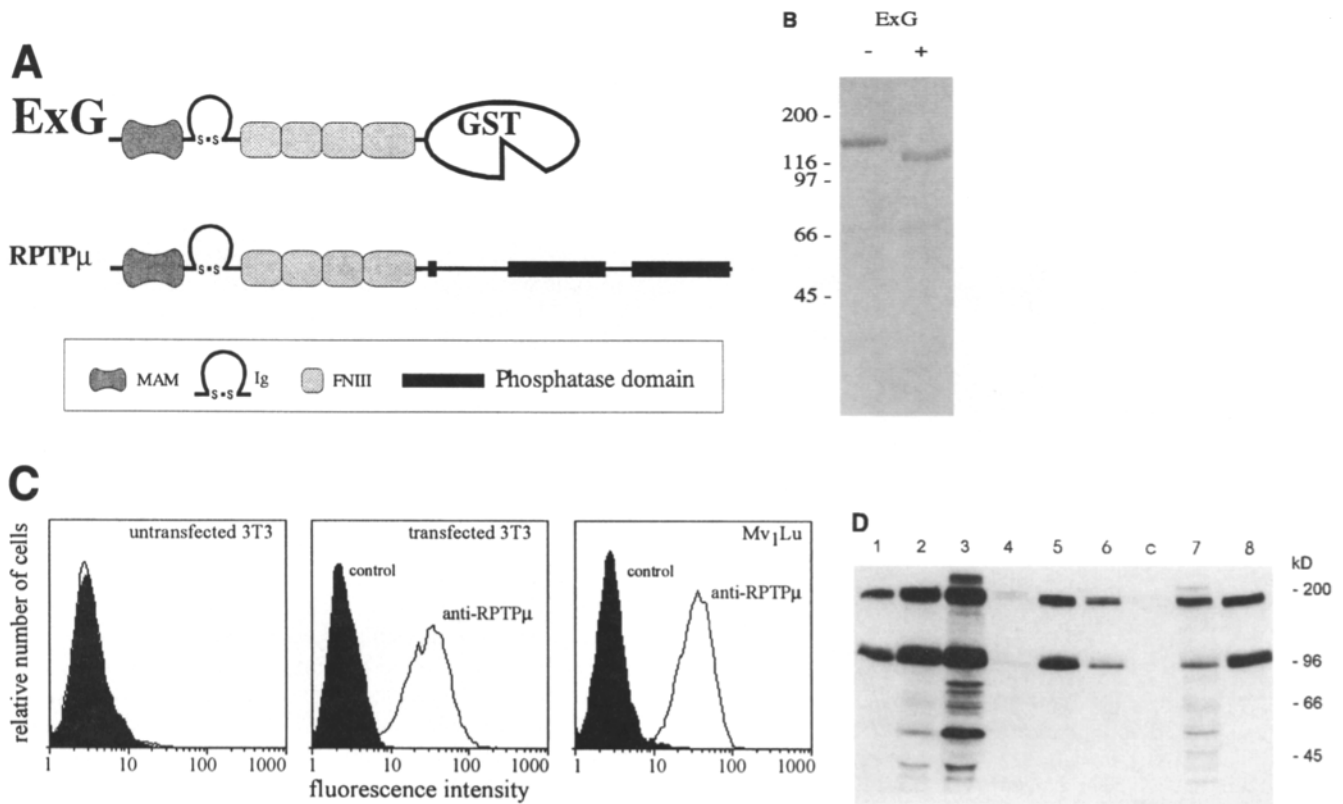 A
ExG
S•S
GST
RPTPμ
S•S
MAM
S•S
Ig
FNIII
Phosphatase domain
B
ExG
- +
200 -
116 -
97 -
66 -
45 -
C
relative number of cells
untransfected 3T3
1 10 100 1000
transfected 3T3
control
anti-RPTPμ
1 10 100 1000
Mv1Lu
control
anti-RPTPμ
1 10 100 1000
fluorescence intensity
D
1 2 3 4 5 6 c 7 8
kD
- 200
- 96
- 66
- 45